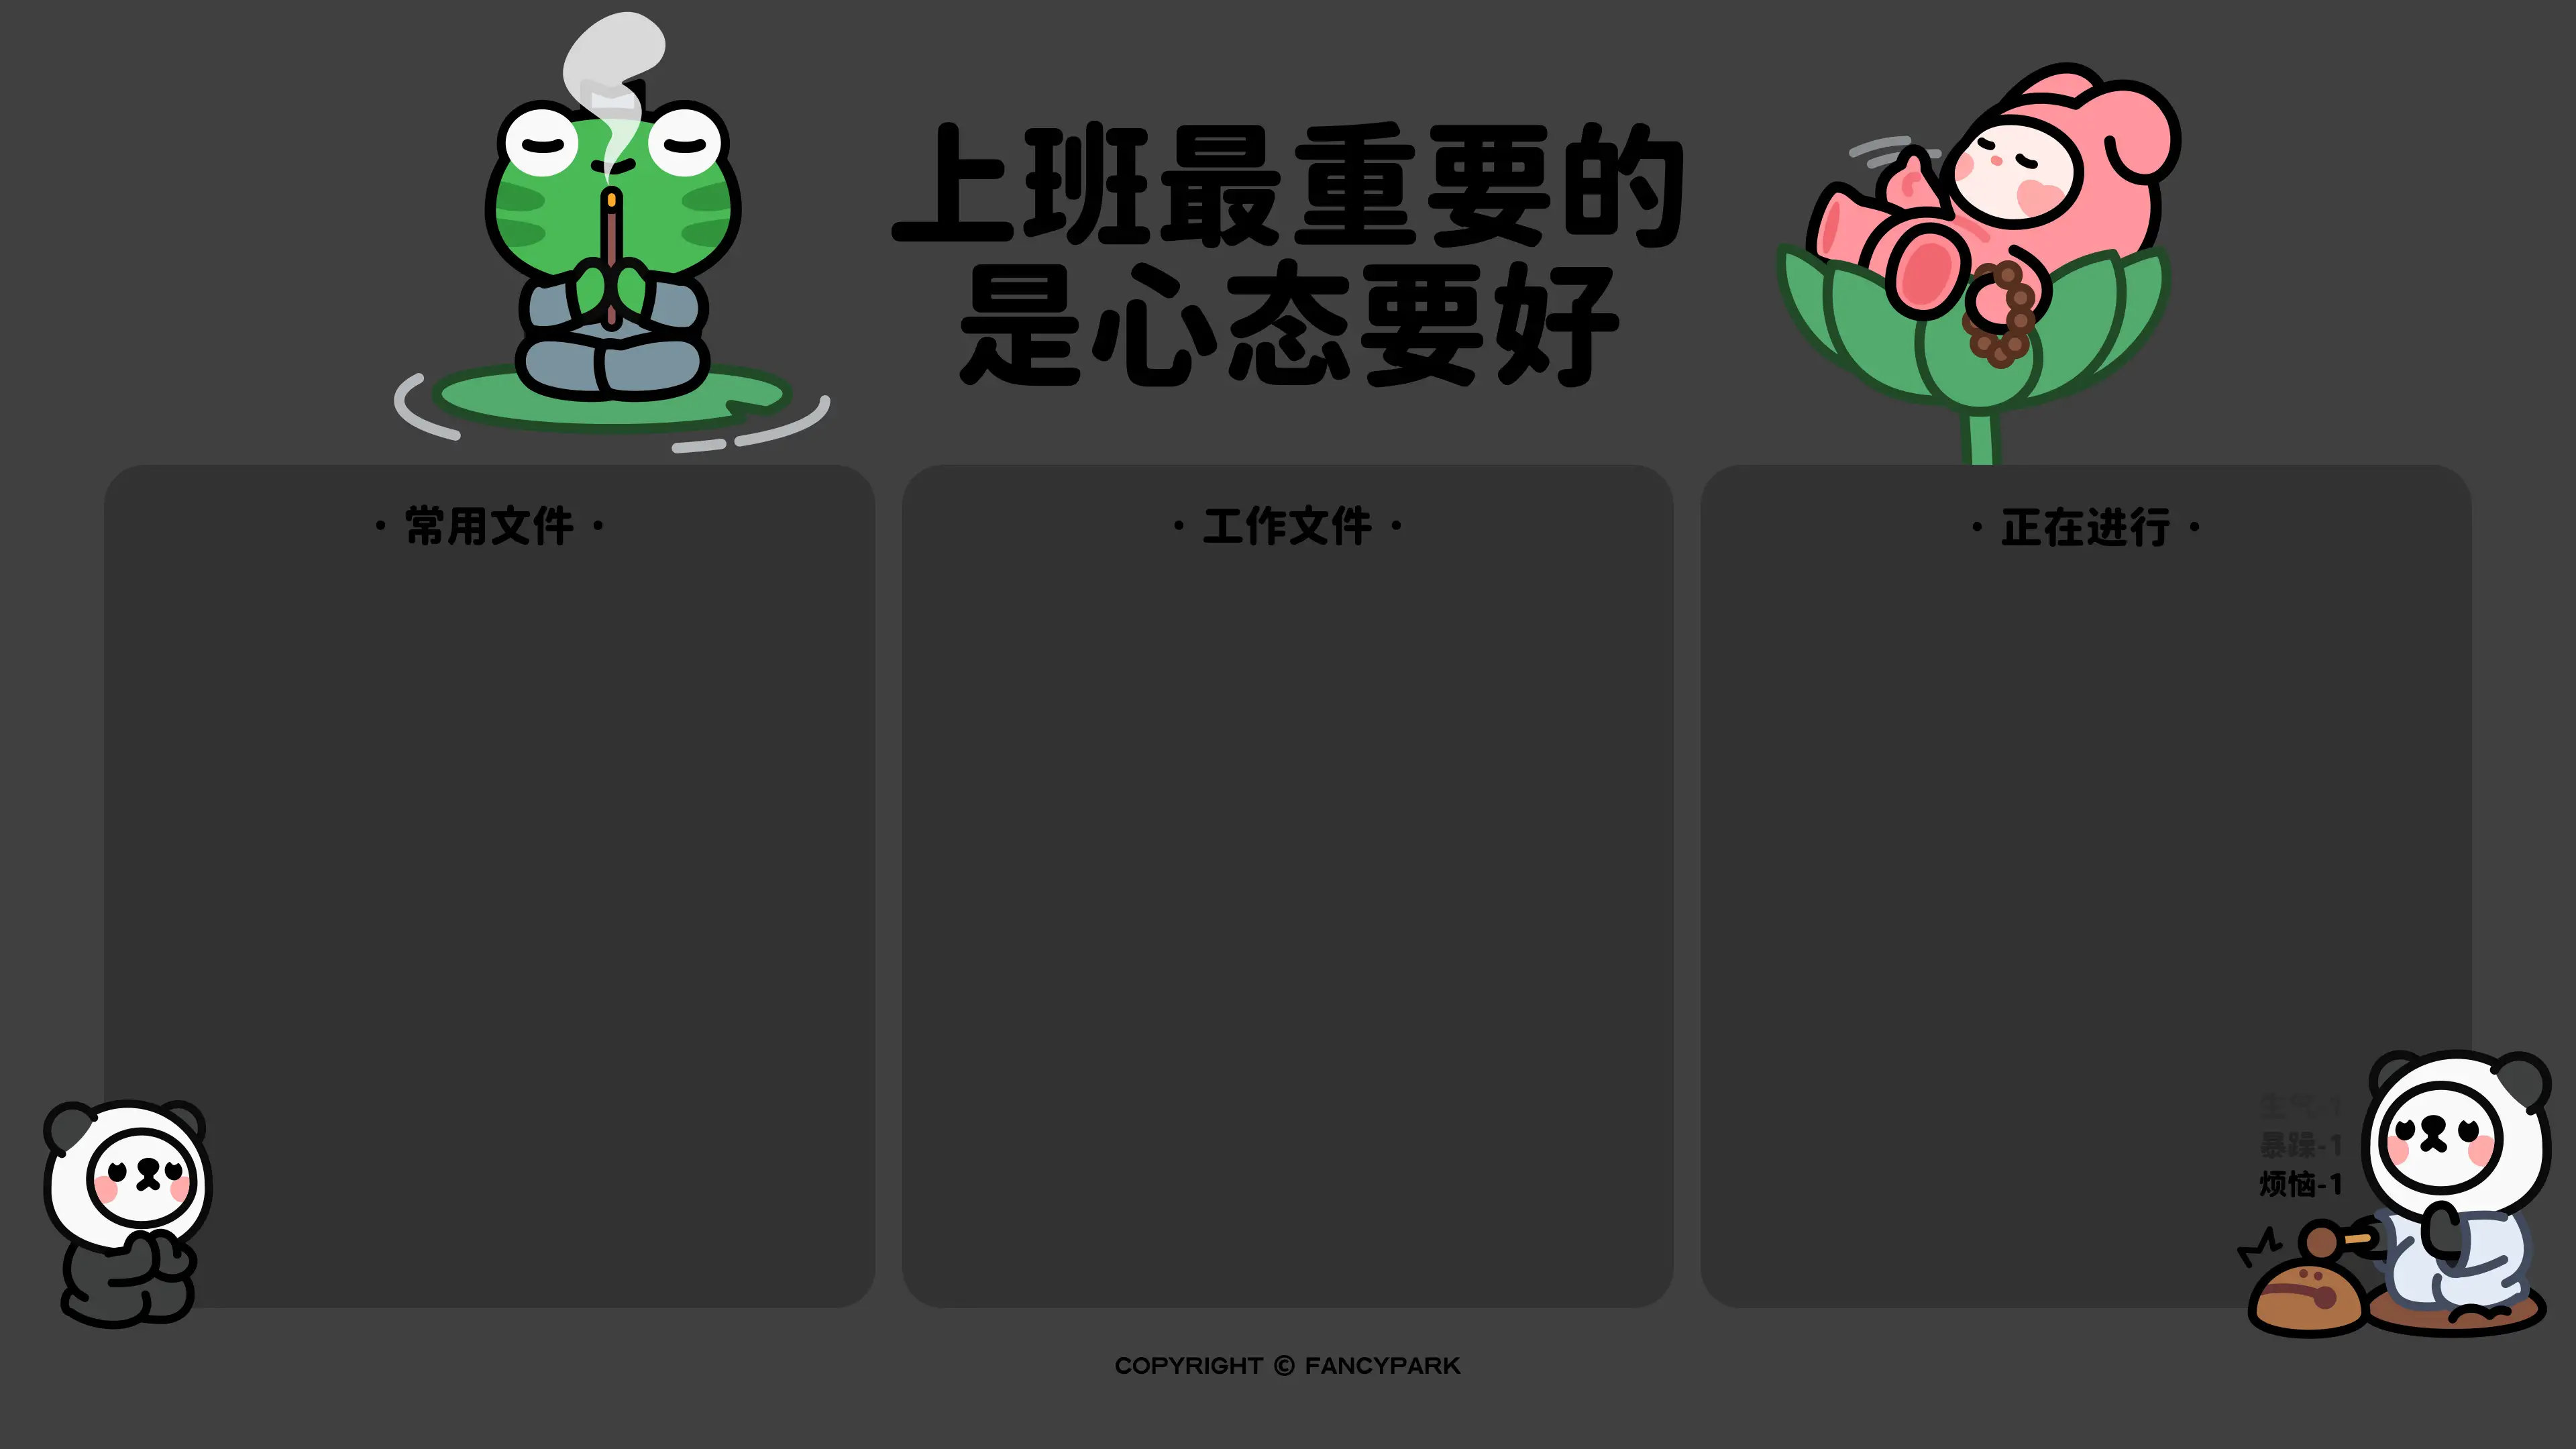 上班最重要的
是心态要好
· 常用文件 ·
· 工作文件 ·
· 正在进行 ·
生气-1
暴躁-1
烦恼-1
COPYRIGHT © FANCYPARK